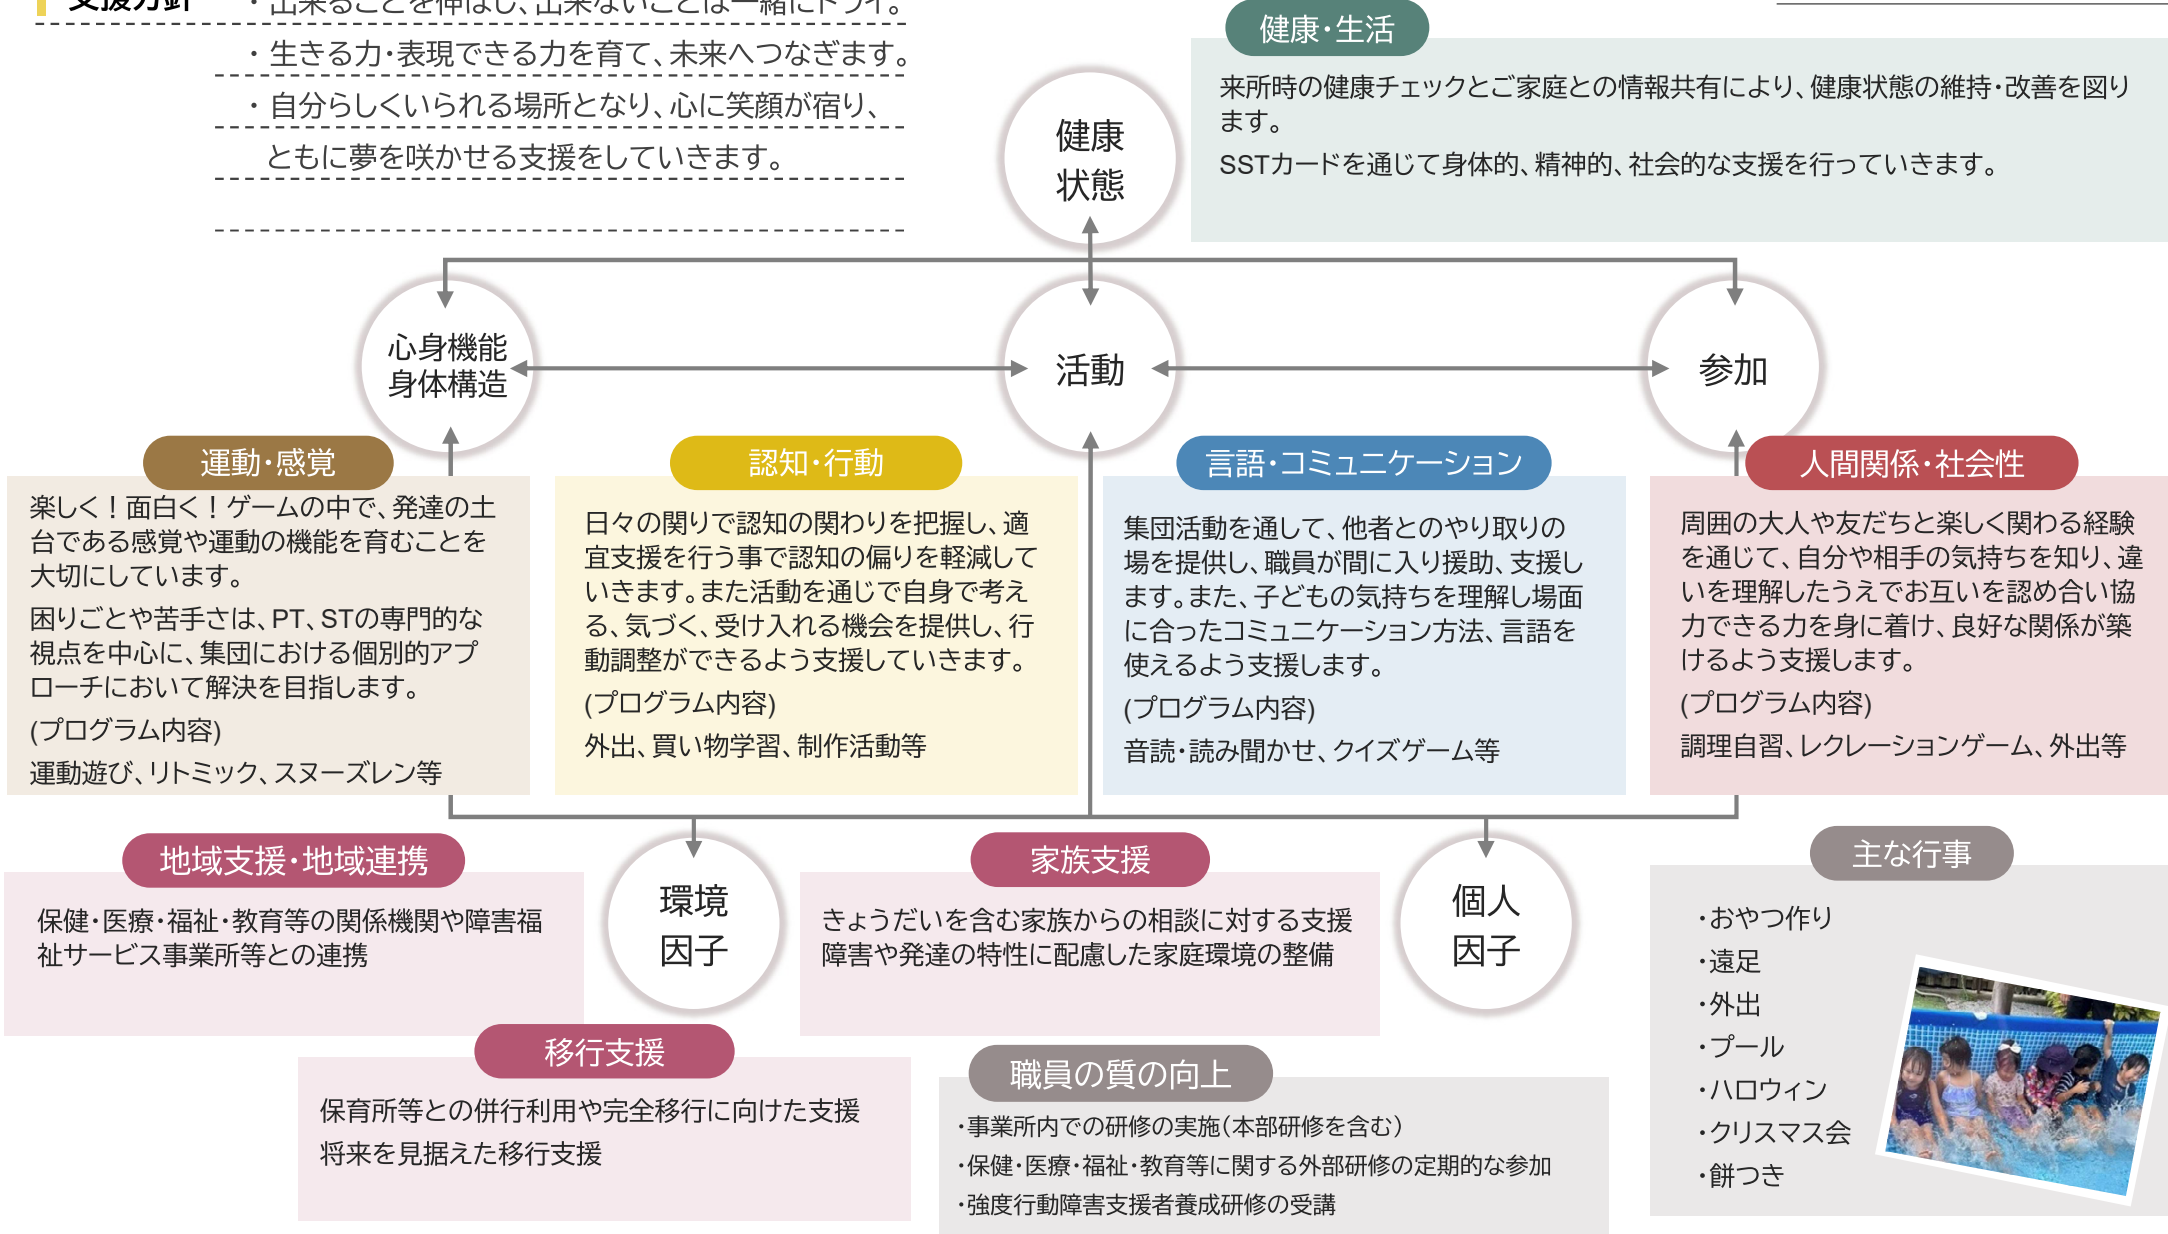 支援方針
・出来ることを伸ばし、出来ないことは一緒にトライ。
・生きる力・表現できる力を育て、未来へつなぎます。
・自分らしくいられる場所となり、心に笑顔が宿り、
ともに夢を咲かせる支援をしていきます。
健康・生活
来所時の健康チェックとご家庭との情報共有により、健康状態の維持・改善を図り
ます。
SSTカードを通じて身体的、精神的、社会的な支援を行っていきます。
健康
状態
心身機能
身体構造
活動
参加
運動・感覚
楽しく！面白く！ゲームの中で、発達の土
台である感覚や運動の機能を育むことを
大切にしています。
困りごとや苦手さは、PT、STの専門的な
視点を中心に、集団における個別的アプ
ローチにおいて解決を目指します。
(プログラム内容)
運動遊び、リトミック、スヌーズレン等
認知・行動
日々の関りで認知の関わりを把握し、適
宜支援を行う事で認知の偏りを軽減して
いきます。また活動を通じで自身で考え
る、気づく、受け入れる機会を提供し、行
動調整ができるよう支援していきます。
(プログラム内容)
外出、買い物学習、制作活動等
言語・コミュニケーション
集団活動を通して、他者とのやり取りの
場を提供し、職員が間に入り援助、支援し
ます。また、子どもの気持ちを理解し場面
に合ったコミュニケーション方法、言語を
使えるよう支援します。
(プログラム内容)
音読・読み聞かせ、クイズゲーム等
人間関係・社会性
周囲の大人や友だちと楽しく関わる経験
を通じて、自分や相手の気持ちを知り、違
いを理解したうえでお互いを認め合い協
力できる力を身に着け、良好な関係が築
けるよう支援します。
(プログラム内容)
調理自習、レクレーションゲーム、外出等
地域支援・地域連携
保健・医療・福祉・教育等の関係機関や障害福
祉サービス事業所等との連携
環境
因子
家族支援
きょうだいを含む家族からの相談に対する支援
障害や発達の特性に配慮した家庭環境の整備
個人
因子
主な行事
・おやつ作り
・遠足
・外出
・プール
・ハロウィン
・クリスマス会
・餅つき
移行支援
保育所等との併行利用や完全移行に向けた支援
将来を見据えた移行支援
職員の質の向上
・事業所内での研修の実施(本部研修を含む)
・保健・医療・福祉・教育等に関する外部研修の定期的な参加
・強度行動障害支援者養成研修の受講